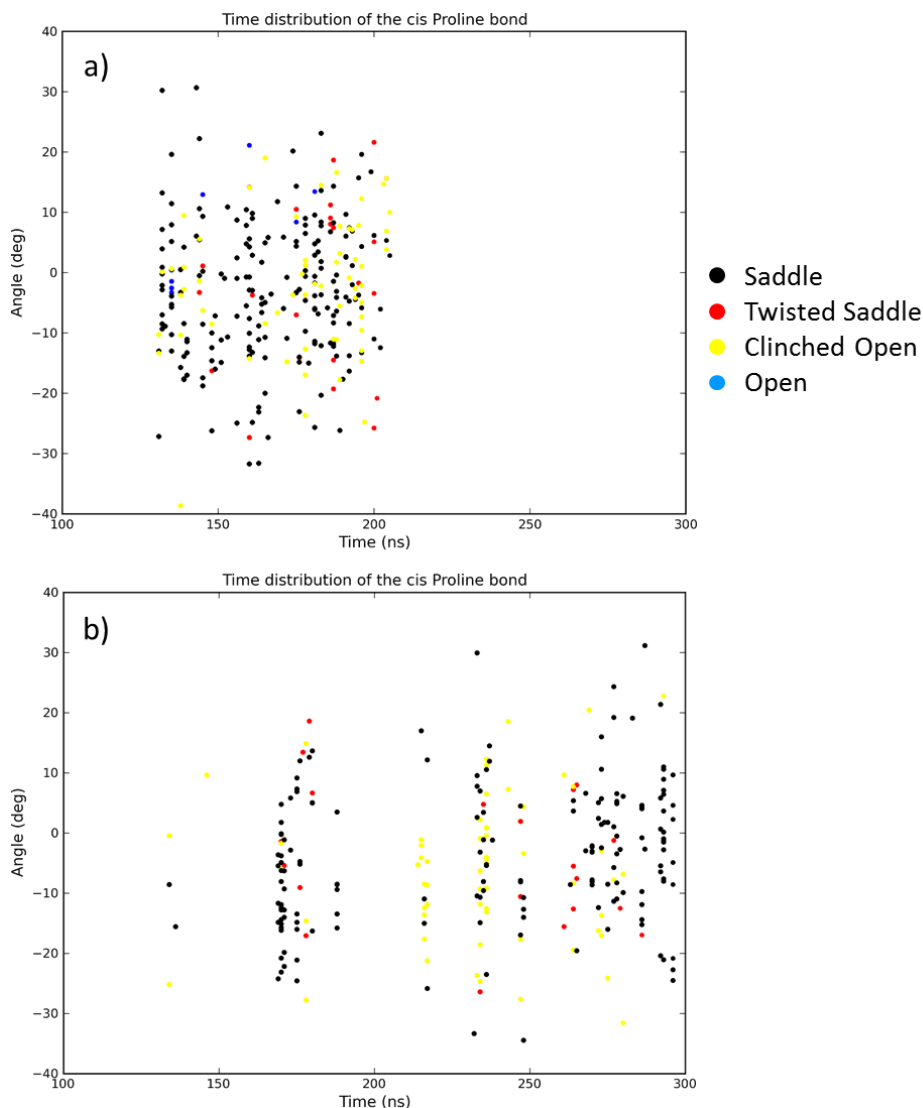 Time distribution of the cis Proline bond
a)
40
30
20
10
0
−10
−20
−30
−40
Angle (deg)
100
150
200
250
300
Time (ns)
Saddle
Twisted Saddle
Clinched Open
Open
Time distribution of the cis Proline bond
b)
40
30
20
10
0
−10
−20
−30
−40
Angle (deg)
100
150
200
250
300
Time (ns)